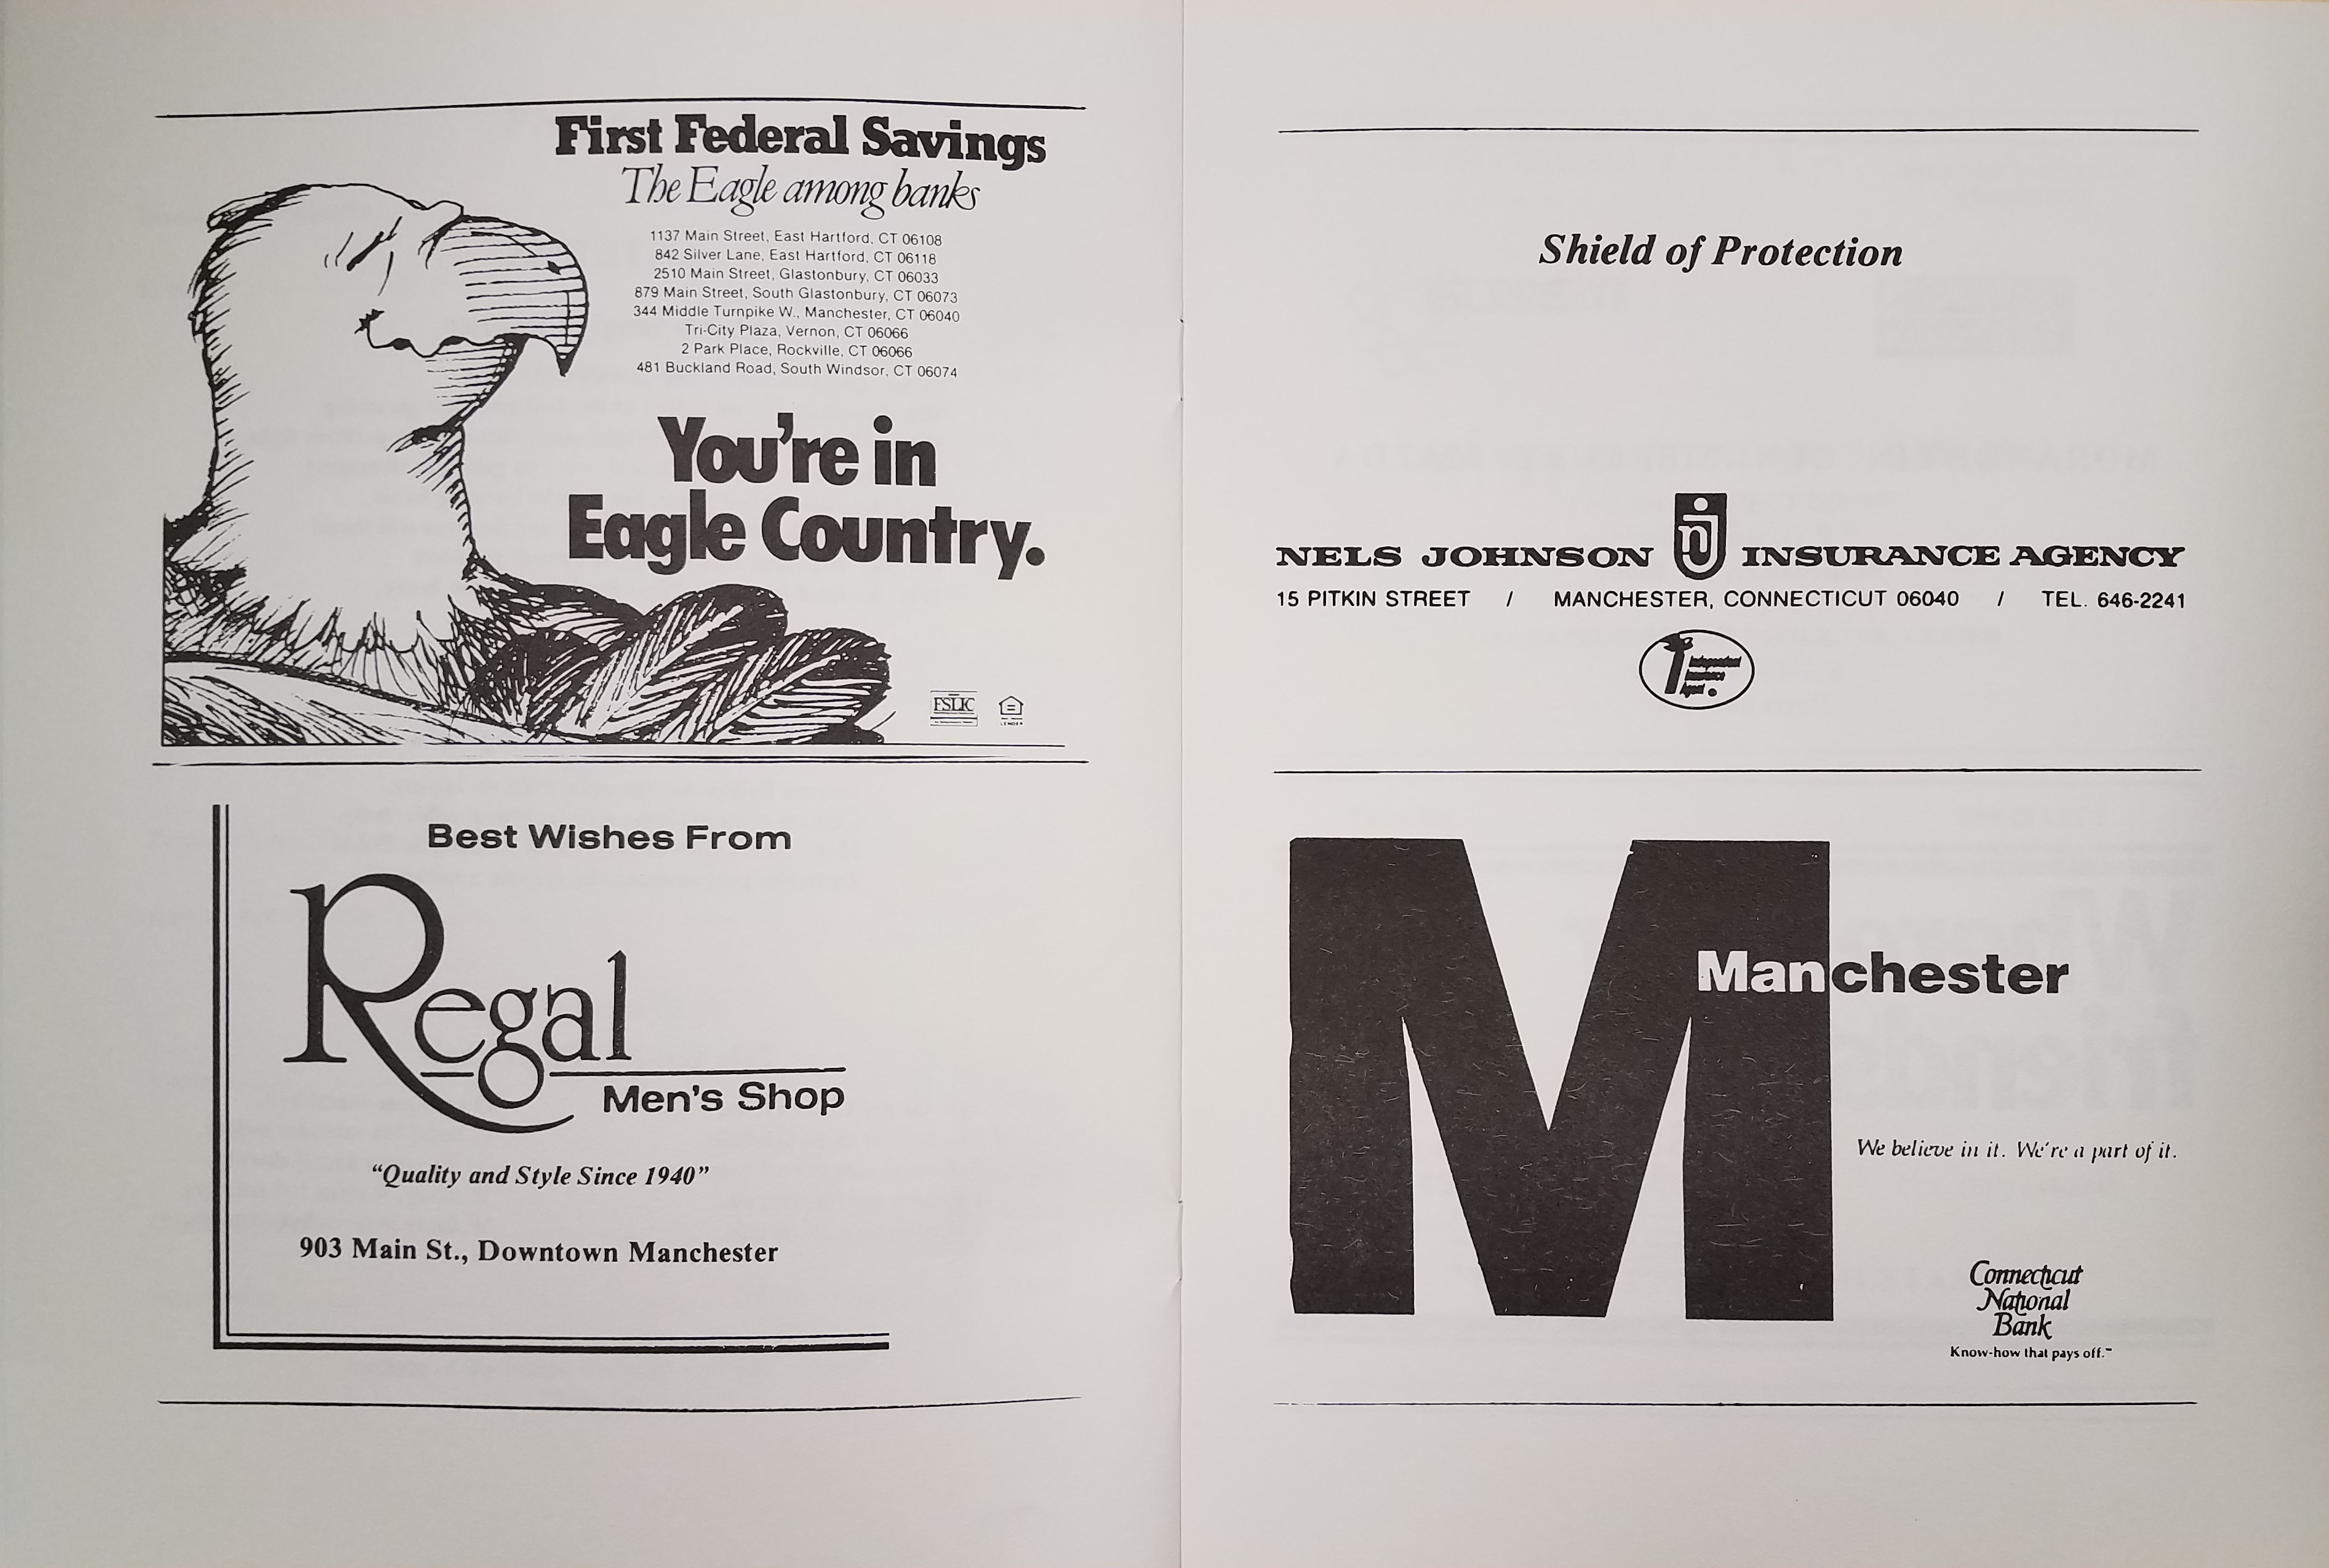 First Federal Savings
The Eagle among banks
1137 Main Street, East Hartford, CT 06108
842 Silver Lane, East Hartford, CT 06118
2510 Main Street, Glastonbury, CT 06033
879 Main Street, South Glastonbury, CT 06073
344 Middle Turnpike W., Manchester, CT 06040
Tri-City Plaza, Vernon, CT 06066
2 Park Place, Rockville, CT 06066
481 Buckland Road, South Windsor, CT 06074
You're in
Eagle Country.
FSLIC
LENDER
Best Wishes From
Regal
Men's Shop
“Quality and Style Since 1940”
903 Main St., Downtown Manchester
Shield of Protection
NELS JOHNSON nj INSURANCE AGENCY
15 PITKIN STREET / MANCHESTER, CONNECTICUT 06040 / TEL. 646-2241
Independent
Insurance
Agent
M
Manchester
We believe in it. We're a part of it.
Connecticut
National
Bank
Know-how that pays off.™